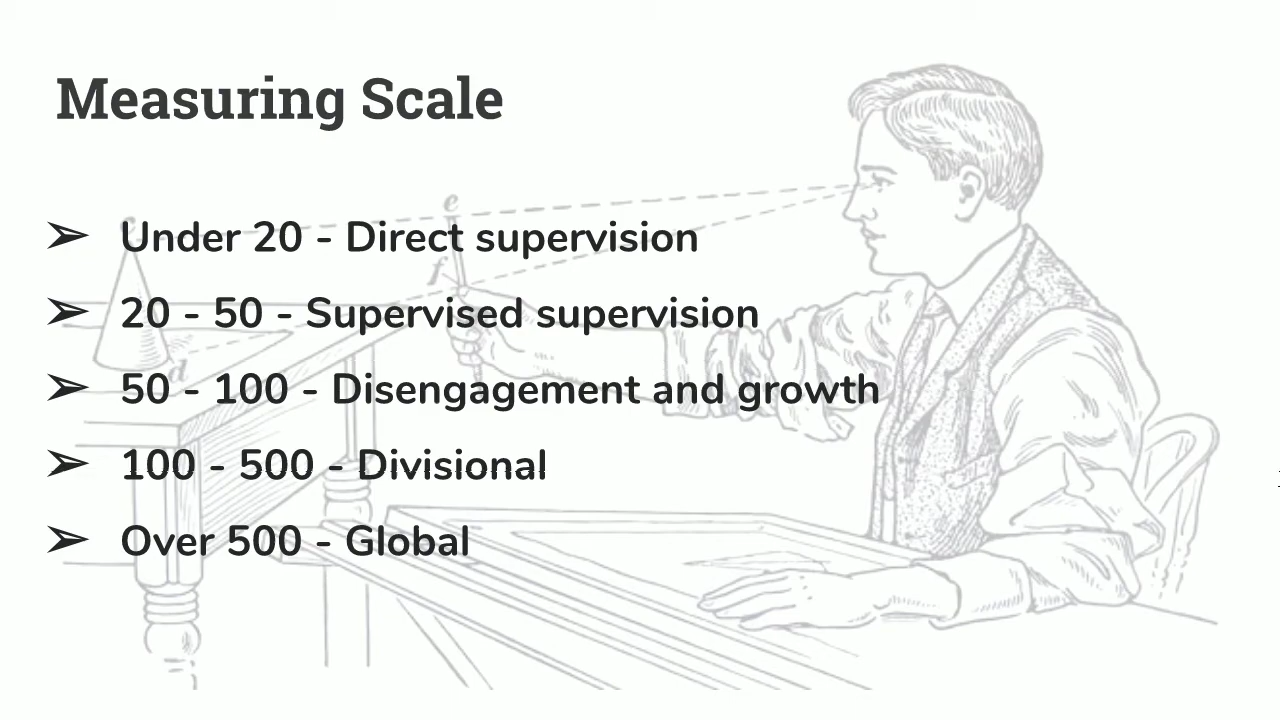 Measuring Scale
➢ Under 20 - Direct supervision
➢ 20 - 50 - Supervised supervision
➢ 50 - 100 - Disengagement and growth
➢ 100 - 500 - Divisional
➢ Over 500 - Global
c
e
f
d